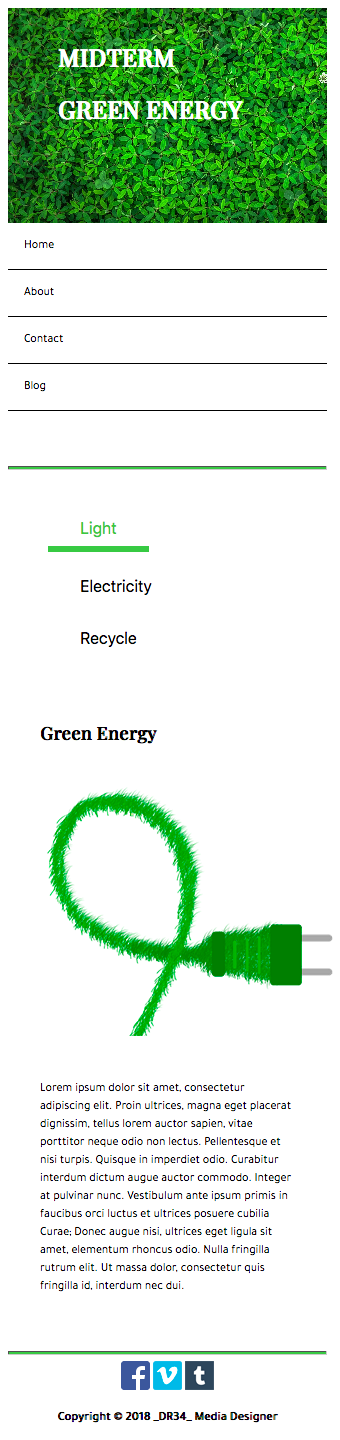 MIDTERM
GREEN ENERGY
Home
About
Contact
Blog
Light
Electricity
Recycle
Green Energy
Lorem ipsum dolor sit amet, consectetur
adipiscing elit. Proin ultrices, magna eget placerat
dignissim, tellus lorem auctor sapien, vitae
porttitor neque odio non lectus. Pellentesque et
nisi turpis. Quisque in imperdiet odio. Curabitur
interdum dictum augue auctor commodo. Integer
at pulvinar nunc. Vestibulum ante ipsum primis in
faucibus orci luctus et ultrices posuere cubilia
Curae; Donec augue nisi, ultrices eget ligula sit
amet, elementum rhoncus odio. Nulla fringilla
rutrum elit. Ut massa dolor, consectetur quis
fringilla id, interdum nec dui.
Copyright © 2018 _DR34_ Media Designer